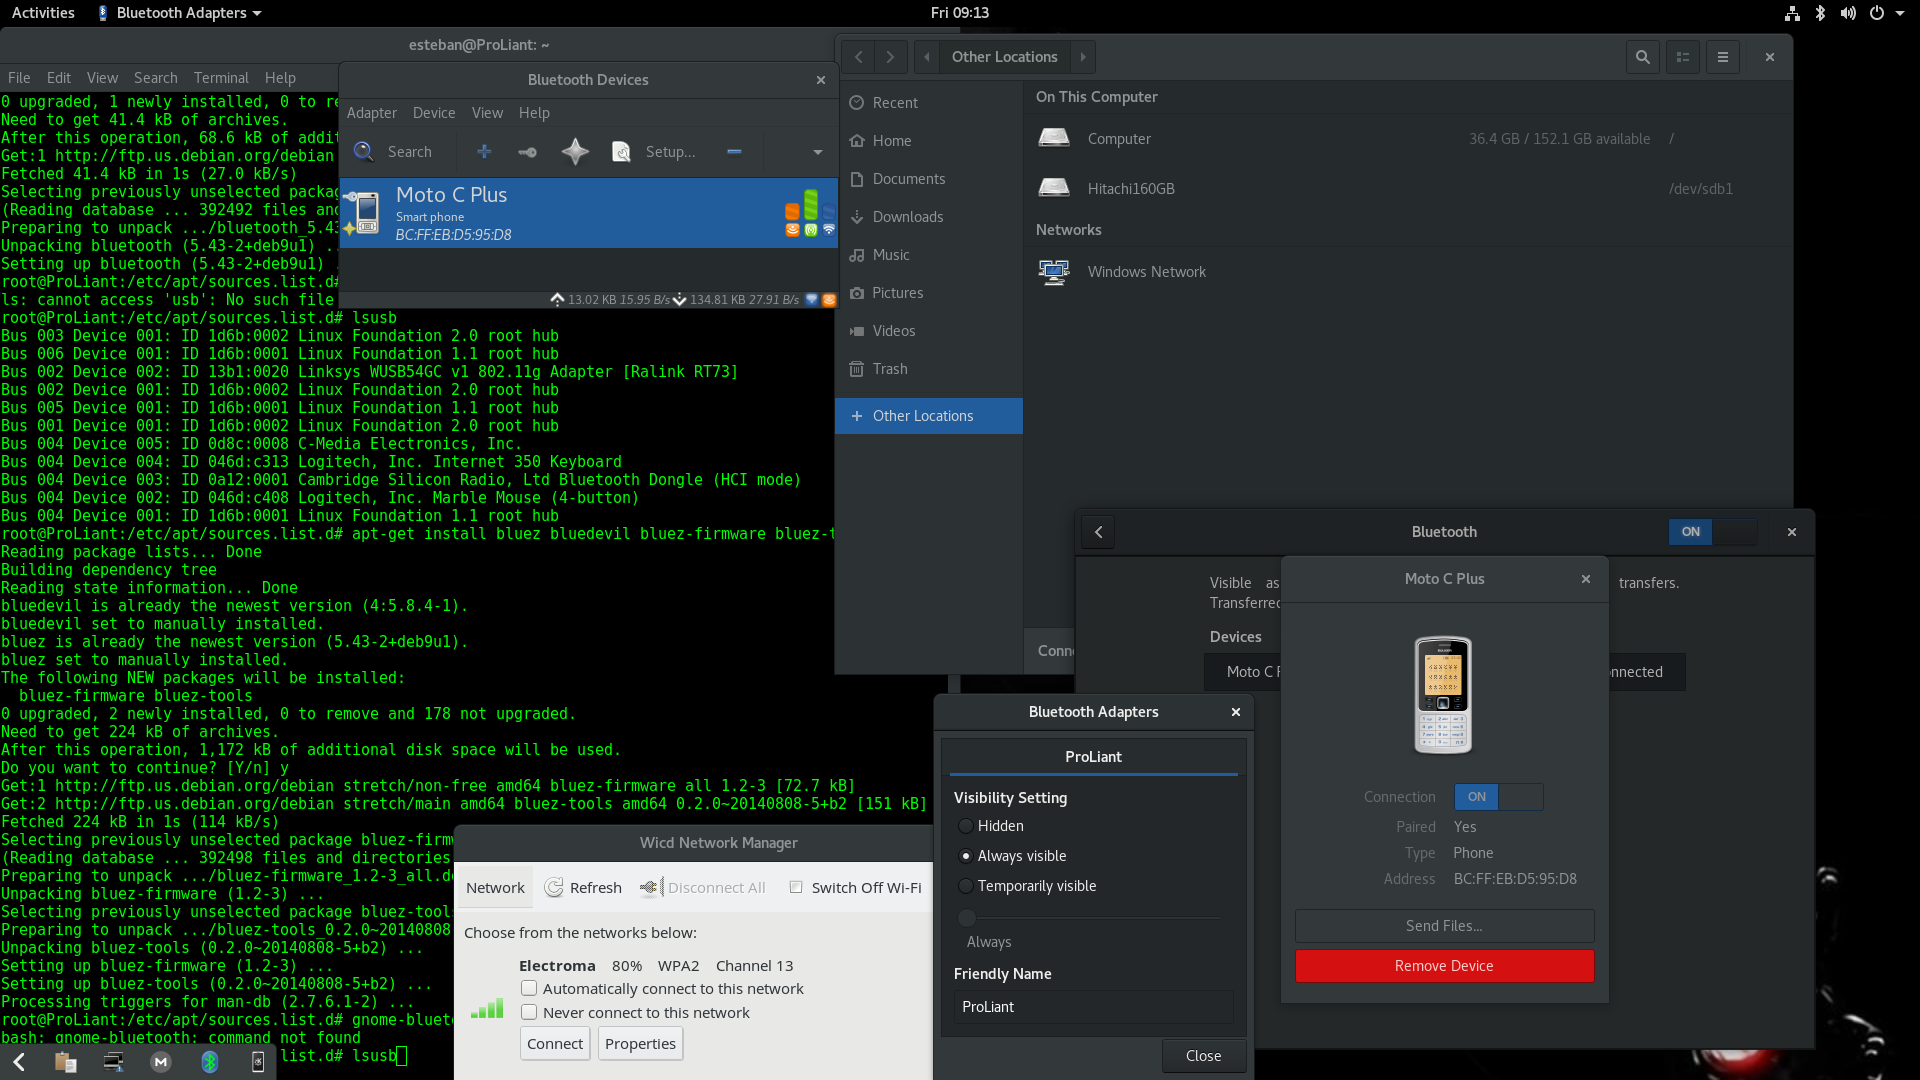 Activities
Bluetooth Adapters
Fri 09:13
esteban@ProLiant: ~
File Edit View Search Terminal Help
0 upgraded, 1 newly installed, 0 to re
Need to get 41.4 kB of archives.
After this operation, 68.6 kB of addit
Get:1 http://ftp.us.debian.org/debian
Fetched 41.4 kB in 1s (27.0 kB/s)
Selecting previously unselected packag
(Reading database ... 392492 files and
Preparing to unpack .../bluetooth_5.43
Unpacking bluetooth (5.43-2+deb9u1) ..
Setting up bluetooth (5.43-2+deb9u1) .
root@ProLiant:/etc/apt/sources.list.d#
ls: cannot access 'usb': No such file
root@ProLiant:/etc/apt/sources.list.d# lsusb
Bus 003 Device 001: ID 1d6b:0002 Linux Foundation 2.0 root hub
Bus 006 Device 001: ID 1d6b:0001 Linux Foundation 1.1 root hub
Bus 002 Device 002: ID 13b1:0020 Linksys WUSB54GC v1 802.11g Adapter [Ralink RT73]
Bus 002 Device 001: ID 1d6b:0002 Linux Foundation 2.0 root hub
Bus 005 Device 001: ID 1d6b:0001 Linux Foundation 1.1 root hub
Bus 001 Device 001: ID 1d6b:0002 Linux Foundation 2.0 root hub
Bus 004 Device 005: ID 0d8c:0008 C-Media Electronics, Inc.
Bus 004 Device 004: ID 046d:c313 Logitech, Inc. Internet 350 Keyboard
Bus 004 Device 003: ID 0a12:0001 Cambridge Silicon Radio, Ltd Bluetooth Dongle (HCI mode)
Bus 004 Device 002: ID 046d:c408 Logitech, Inc. Marble Mouse (4-button)
Bus 004 Device 001: ID 1d6b:0001 Linux Foundation 1.1 root hub
root@ProLiant:/etc/apt/sources.list.d# apt-get install bluez bluedevil bluez-firmware bluez-t
Reading package lists... Done
Building dependency tree
Reading state information... Done
bluedevil is already the newest version (4:5.8.4-1).
bluedevil set to manually installed.
bluez is already the newest version (5.43-2+deb9u1).
bluez set to manually installed.
The following NEW packages will be installed:
bluez-firmware bluez-tools
0 upgraded, 2 newly installed, 0 to remove and 178 not upgraded.
Need to get 224 kB of archives.
After this operation, 1,172 kB of additional disk space will be used.
Do you want to continue? [Y/n] y
Get:1 http://ftp.us.debian.org/debian stretch/non-free amd64 bluez-firmware all 1.2-3 [72.7 kB]
Get:2 http://ftp.us.debian.org/debian stretch/main amd64 bluez-tools amd64 0.2.0~20140808-5+b2 [151 kB]
Fetched 224 kB in 1s (114 kB/s)
Selecting previously unselected package bluez-firmw
(Reading database ... 392498 files and directories
Preparing to unpack .../bluez-firmware_1.2-3_all.de
Unpacking bluez-firmware (1.2-3) ...
Selecting previously unselected package bluez-tools
Preparing to unpack .../bluez-tools_0.2.0~20140808
Unpacking bluez-tools (0.2.0~20140808-5+b2) ...
Setting up bluez-firmware (1.2-3) ...
Setting up bluez-tools (0.2.0~20140808-5+b2) ...
Processing triggers for man-db (2.7.6.1-2) ...
root@ProLiant:/etc/apt/sources.list.d# gnome-bluet
bash: gnome-bluetooth: command not found
list.d# lsusb
Bluetooth Devices
Adapter Device View Help
Search
Setup...
Moto C Plus
Smart phone
BC:FF:EB:D5:95:D8
13.02 KB 15.95 B/s 134.81 KB 27.91 B/s
Other Locations
Recent
Home
Documents
Downloads
Music
Pictures
Videos
Trash
Other Locations
On This Computer
Computer 36.4 GB / 152.1 GB available /
Hitachi160GB /dev/sdb1
Networks
Windows Network
Conne
Bluetooth
ON
Visible as
transfers.
Transferred
Devices
Moto C P
nnected
Moto C Plus
Connection ON
Paired Yes
Type Phone
Address BC:FF:EB:D5:95:D8
Send Files...
Remove Device
Bluetooth Adapters
ProLiant
Visibility Setting
Hidden
Always visible
Temporarily visible
Always
Friendly Name
ProLiant
Close
Wicd Network Manager
Network Refresh Disconnect All Switch Off Wi-Fi
Choose from the networks below:
Electroma 80% WPA2 Channel 13
Automatically connect to this network
Never connect to this network
Connect Properties